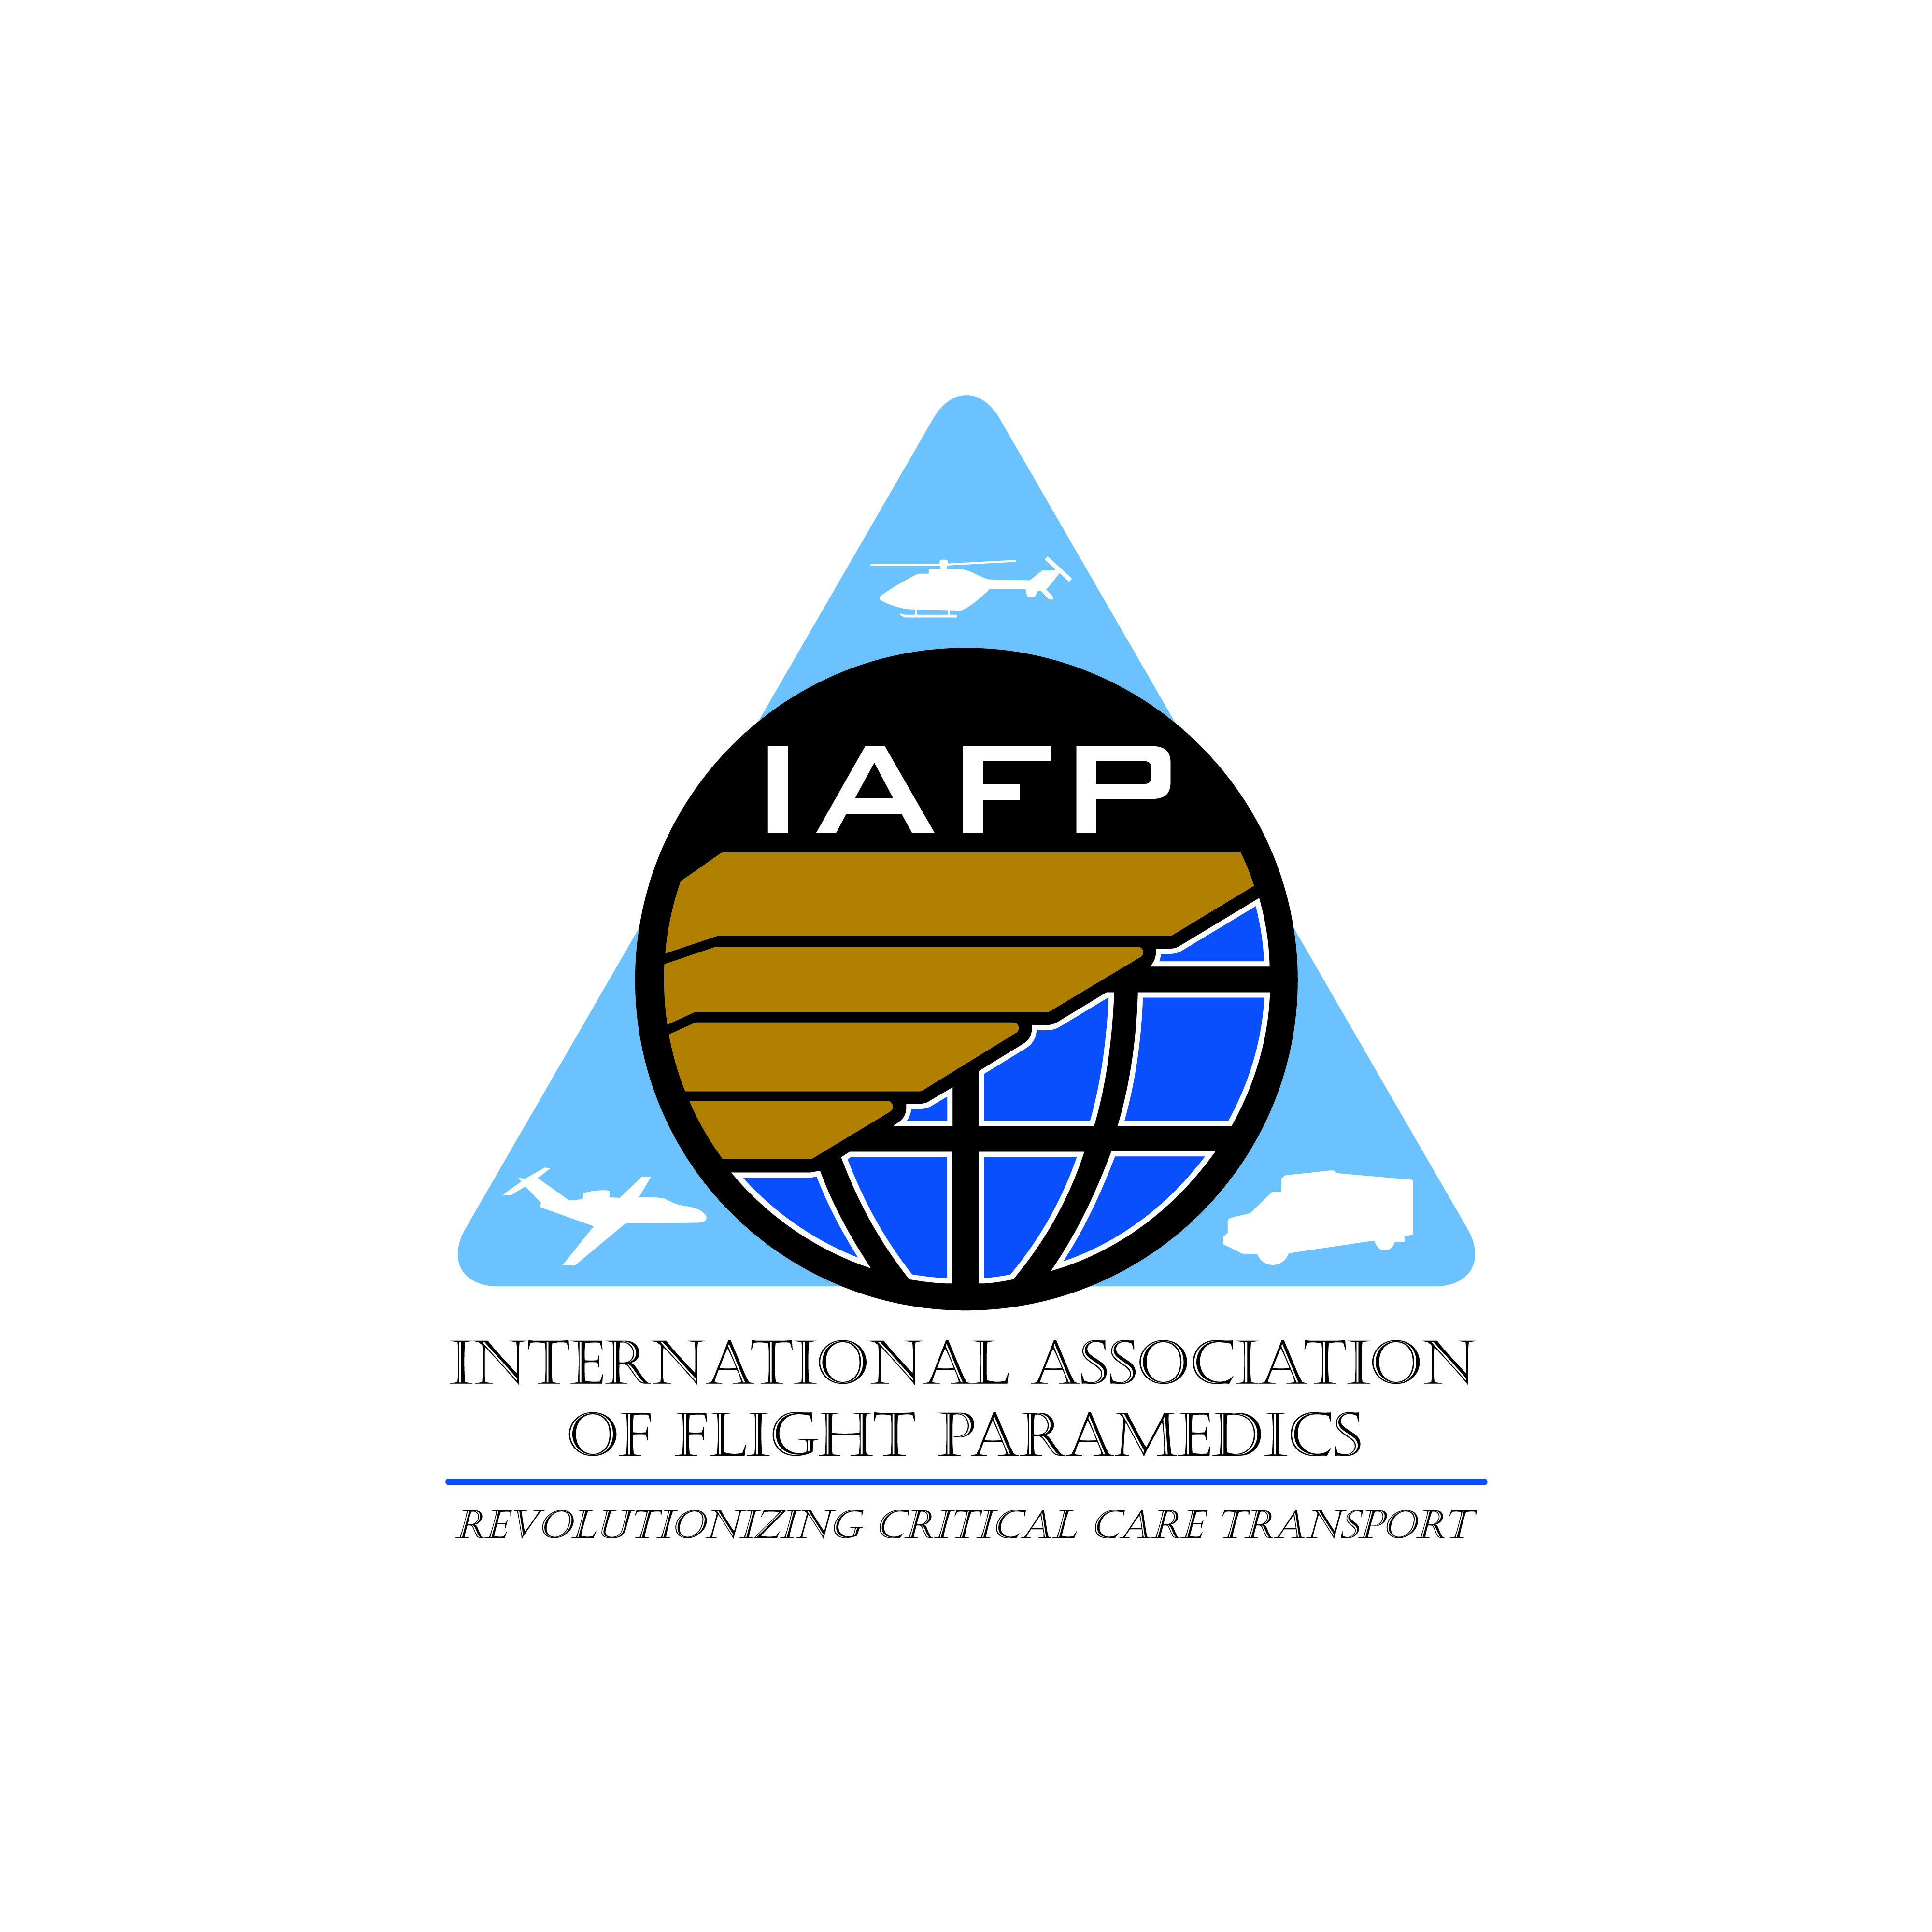 IAFP
INTERNATIONAL ASSOCIATION
OF FLIGHT PARAMEDICS
REVOLUTIONIZING CRITICAL CARE TRANSPORT